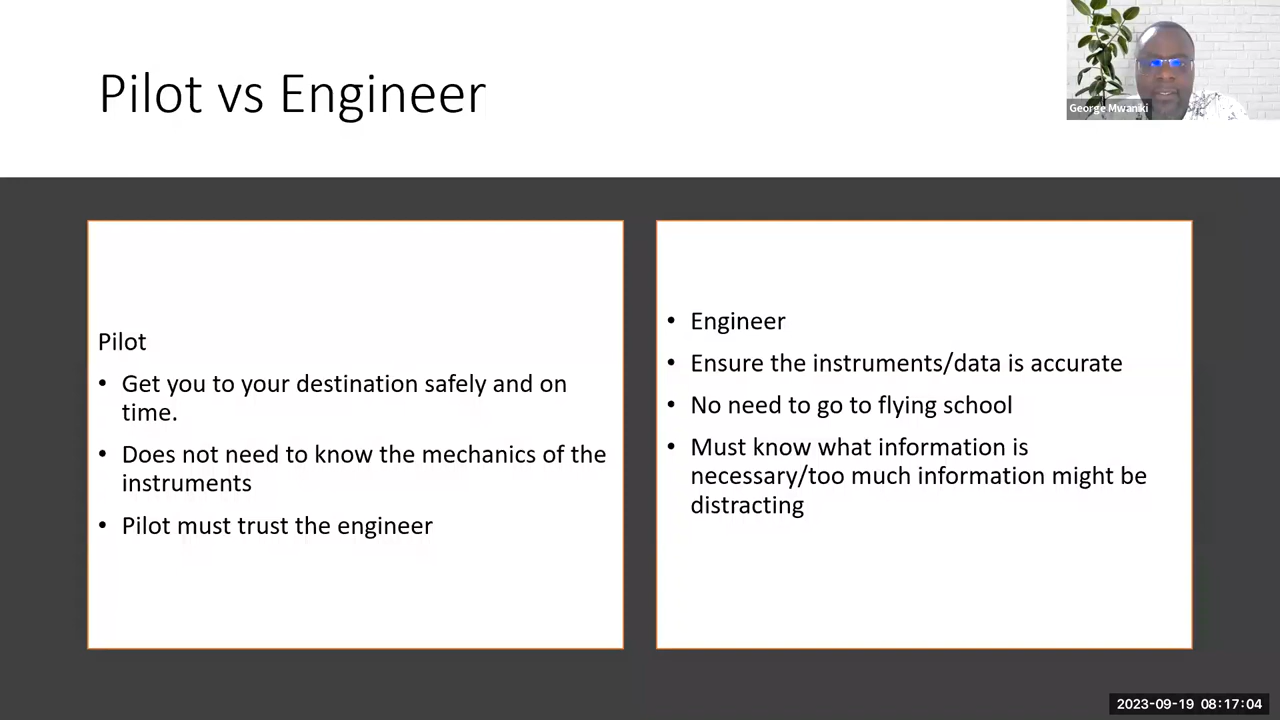 Pilot vs Engineer
George Mwaniki
Pilot
• Get you to your destination safely and on
time.
• Does not need to know the mechanics of the
instruments
• Pilot must trust the engineer
• Engineer
• Ensure the instruments/data is accurate
• No need to go to flying school
• Must know what information is
necessary/too much information might be
distracting
2023-09-19 08:17:04